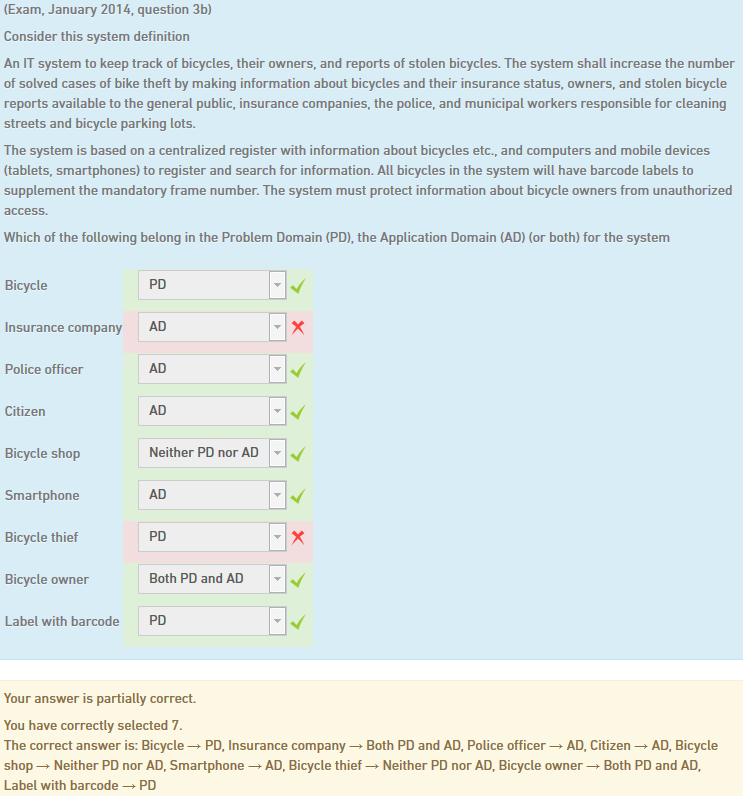 (Exam, January 2014, question 3b)
Consider this system definition
An IT system to keep track of bicycles, their owners, and reports of stolen bicycles. The system shall increase the number
of solved cases of bike theft by making information about bicycles and their insurance status, owners, and stolen bicycle
reports available to the general public, insurance companies, the police, and municipal workers responsible for cleaning
streets and bicycle parking lots.
The system is based on a centralized register with information about bicycles etc., and computers and mobile devices
(tablets, smartphones) to register and search for information. All bicycles in the system will have barcode labels to
supplement the mandatory frame number. The system must protect information about bicycle owners from unauthorized
access.
Which of the following belong in the Problem Domain (PD), the Application Domain (AD) (or both) for the system
Bicycle PD
Insurance company AD
Police officer AD
Citizen AD
Bicycle shop Neither PD nor AD
Smartphone AD
Bicycle thief PD
Bicycle owner Both PD and AD
Label with barcode PD
Your answer is partially correct.
You have correctly selected 7.
The correct answer is: Bicycle → PD, Insurance company → Both PD and AD, Police officer → AD, Citizen → AD, Bicycle
shop → Neither PD nor AD, Smartphone → AD, Bicycle thief → Neither PD nor AD, Bicycle owner → Both PD and AD,
Label with barcode → PD